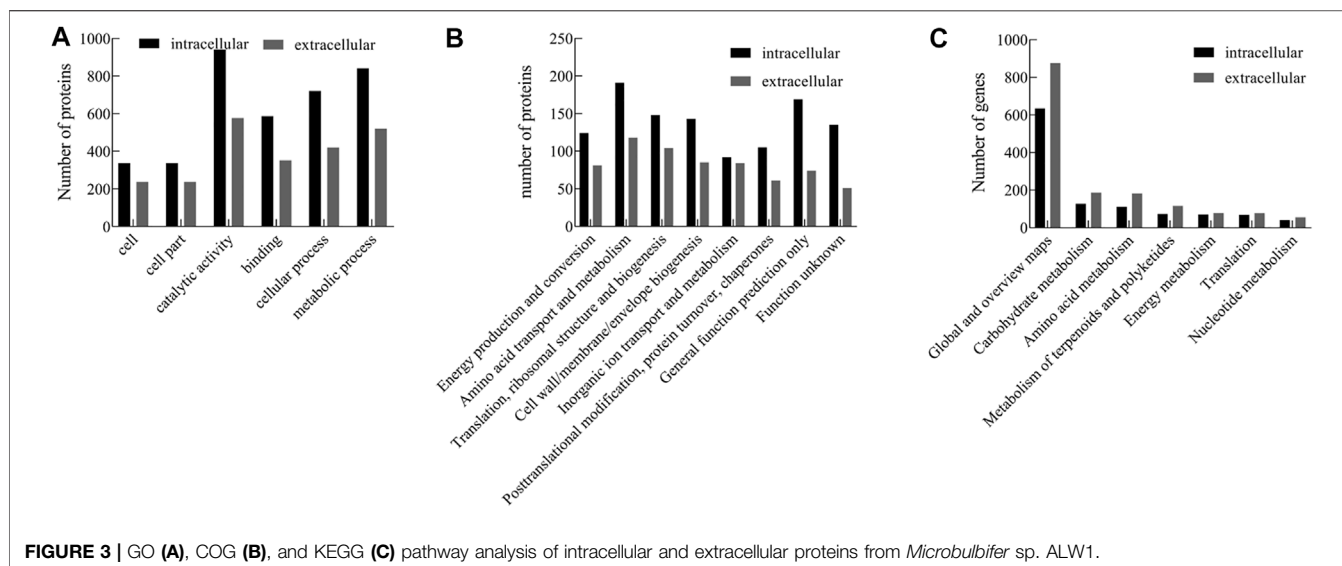 A
intracellular
extracellular
Number of proteins
1000
800
600
400
200
0
cell
cell part
catalytic activity
binding
cellular process
metabolic process
B
intracellular
extracellular
number of proteins
250
200
150
100
50
0
Energy production and conversion
Amino acid transport and metabolism
Translation, ribosomal structure and biogenesis
Cell wall/membrane/envelope biogenesis
Inorganic ion transport and metabolism
Posttranslational modification, protein turnover, chaperones
General function prediction only
Function unknown
C
intracellular
extracellular
Number of genes
1000
800
600
400
200
0
Global and overview maps
Carbohydrate metabolism
Amino acid metabolism
Metabolism of terpenoids and polyketides
Energy metabolism
Translation
Nucleotide metabolism
FIGURE 3 | GO (A), COG (B), and KEGG (C) pathway analysis of intracellular and extracellular proteins from Microbulbifer sp. ALW1.